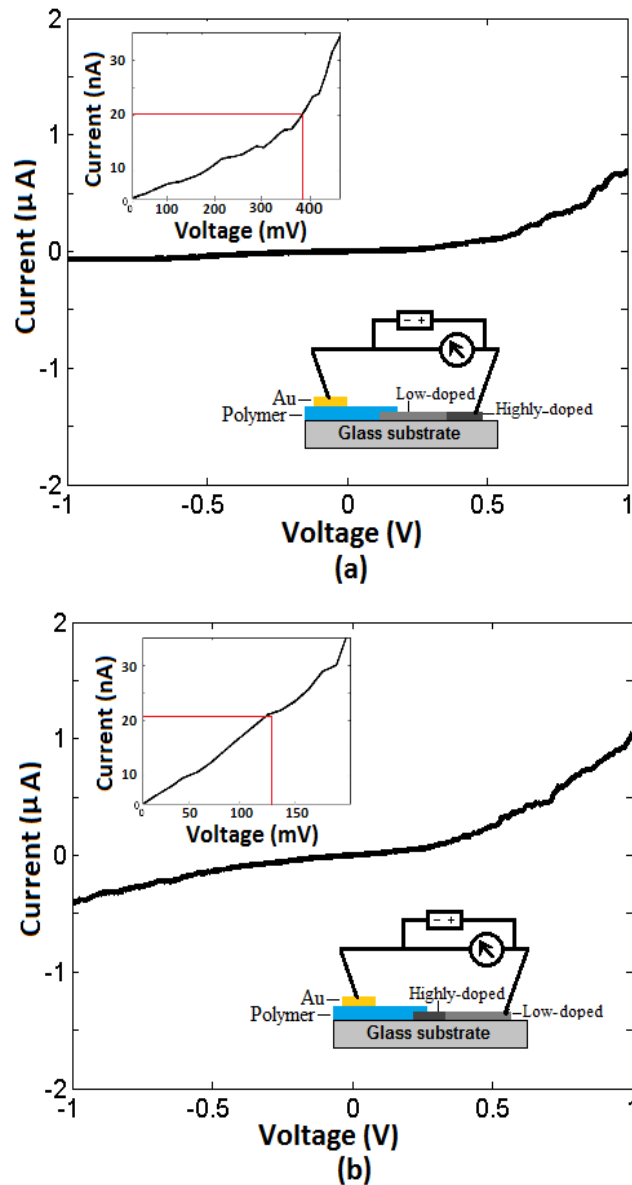 2
1
0
-1
-2
Current (μ A)
-1
-0.5
0
0.5
1
Voltage (V)
(a)
30
20
10
0
Current (nA)
0
100
200
300
400
Voltage (mV)
- +
Au
Polymer
Low-doped
Highly-doped
Glass substrate
2
1
0
-1
-2
Current (μ A)
-1
-0.5
0
0.5
1
Voltage (V)
(b)
30
20
10
0
Current (nA)
0
50
100
150
Voltage (mV)
- +
Au
Polymer
Highly-doped
Low-doped
Glass substrate